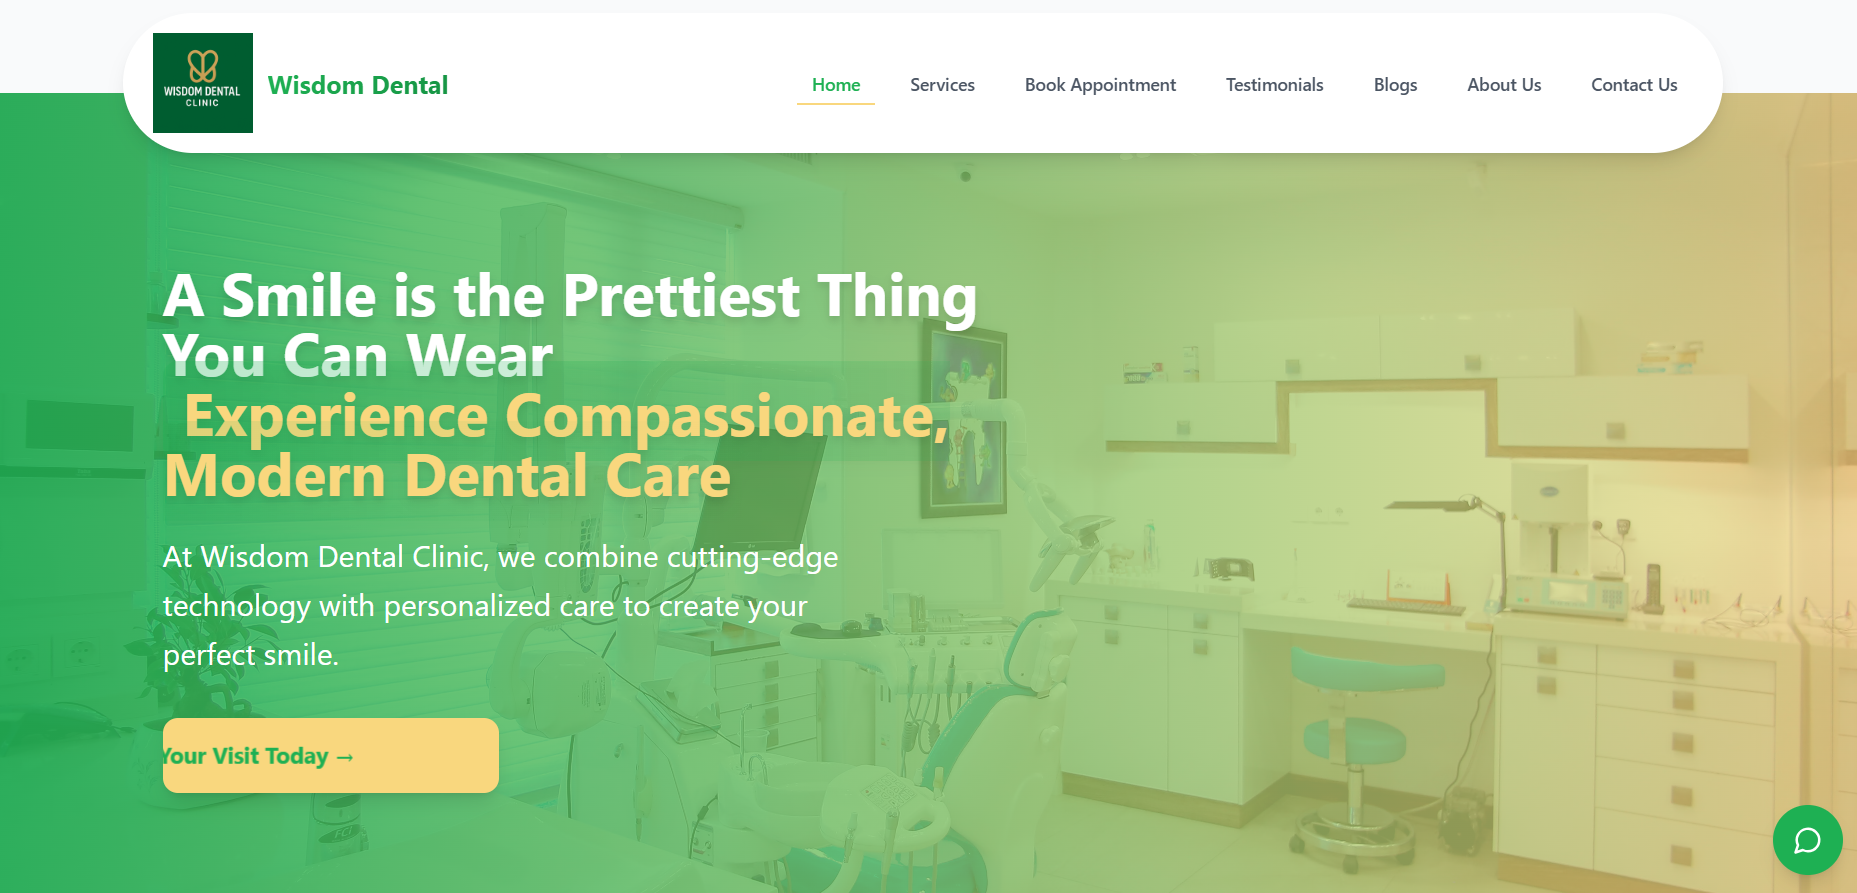 WISDOM DENTAL
CLINIC
Wisdom Dental
Home
Services
Book Appointment
Testimonials
Blogs
About Us
Contact Us
A Smile is the Prettiest Thing
You Can Wear
Experience Compassionate,
Modern Dental Care
At Wisdom Dental Clinic, we combine cutting-edge
technology with personalized care to create your
perfect smile.
Your Visit Today →